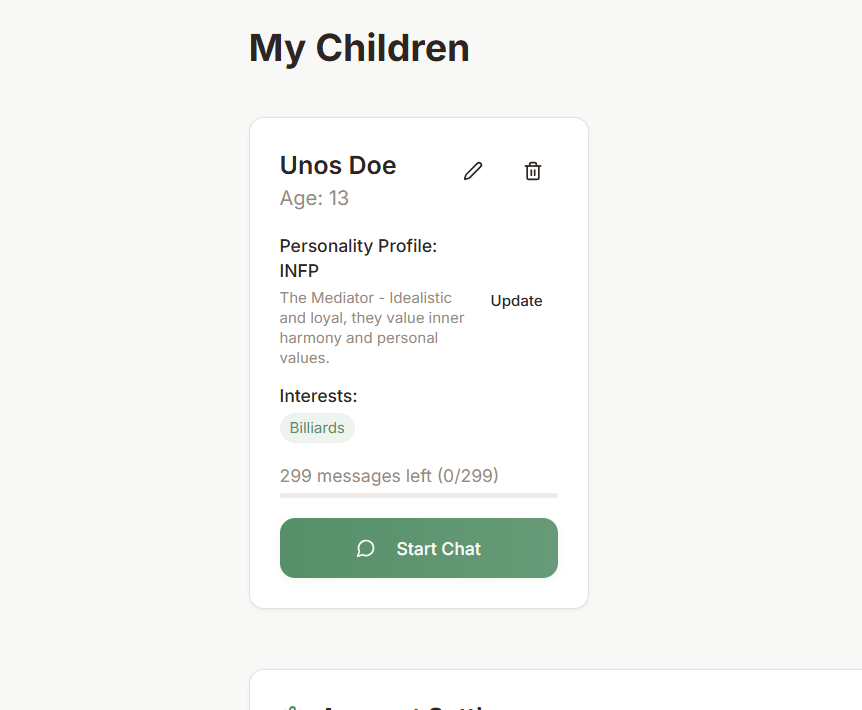 My Children
Unos Doe
Age: 13
Personality Profile:
INFP
The Mediator - Idealistic
and loyal, they value inner
harmony and personal
values.
Update
Interests:
Billiards
299 messages left (0/299)
Start Chat